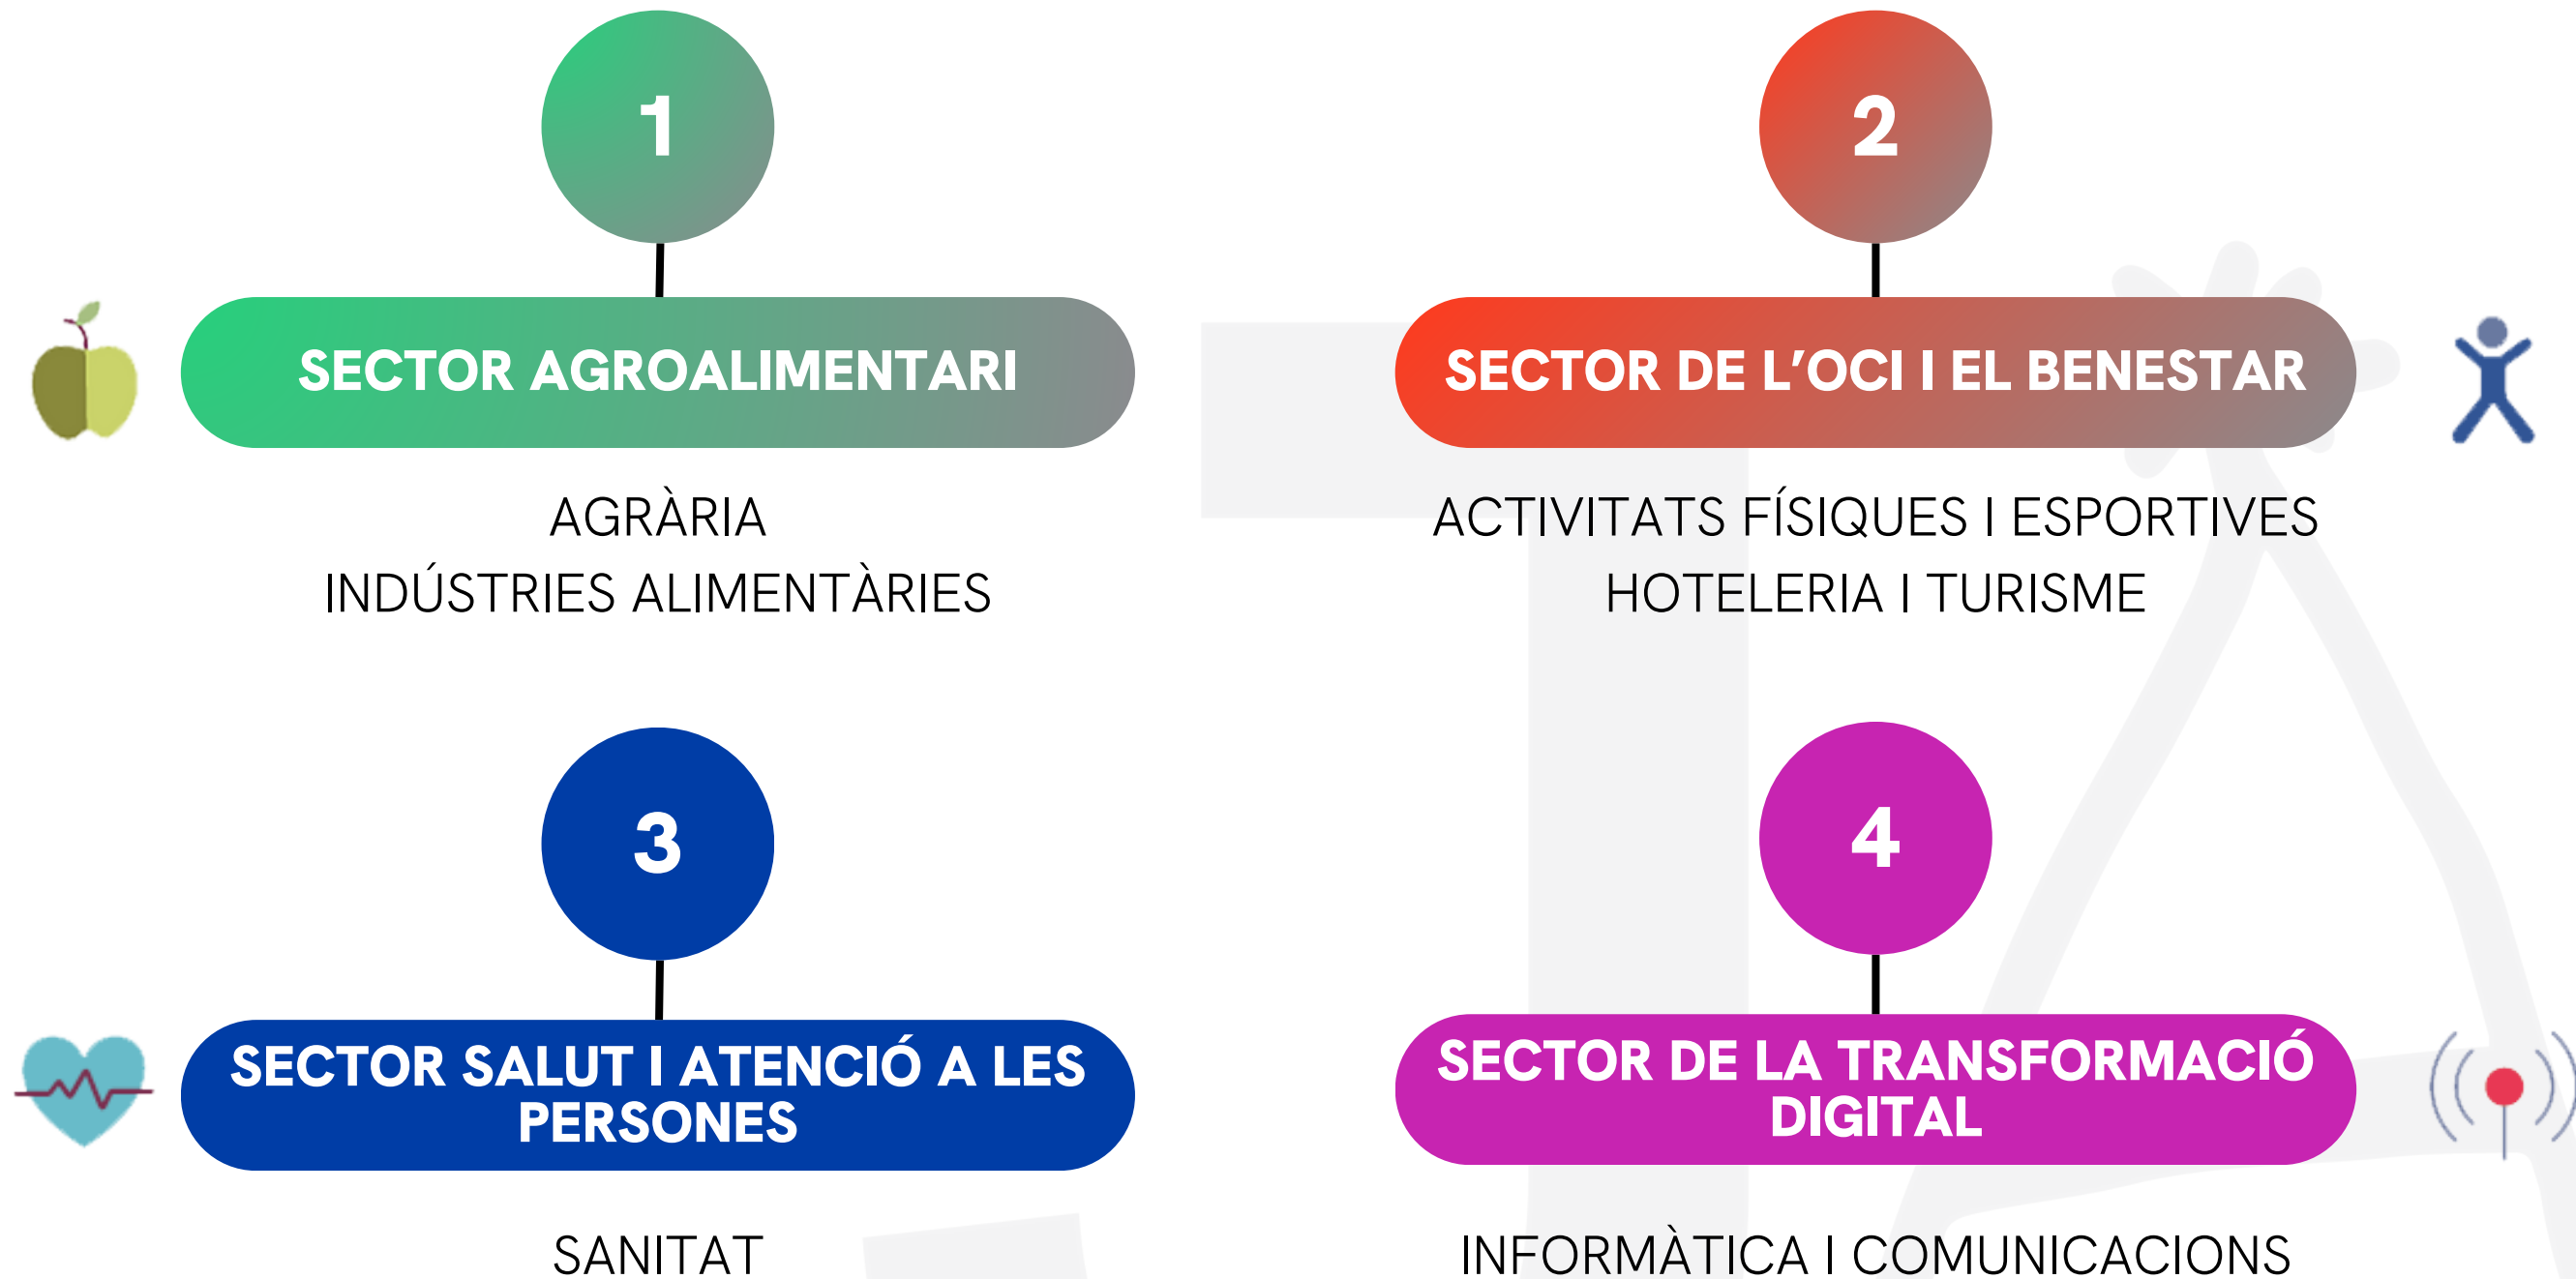 1
SECTOR AGROALIMENTARI
AGRÀRIA
INDÚSTRIES ALIMENTÀRIES
2
SECTOR DE L'OCI I EL BENESTAR
ACTIVITATS FÍSIQUES I ESPORTIVES
HOTELERIA I TURISME
3
SECTOR SALUT I ATENCIÓ A LES
PERSONES
SANITAT
4
SECTOR DE LA TRANSFORMACIÓ
DIGITAL
INFORMÀTICA I COMUNICACIONS